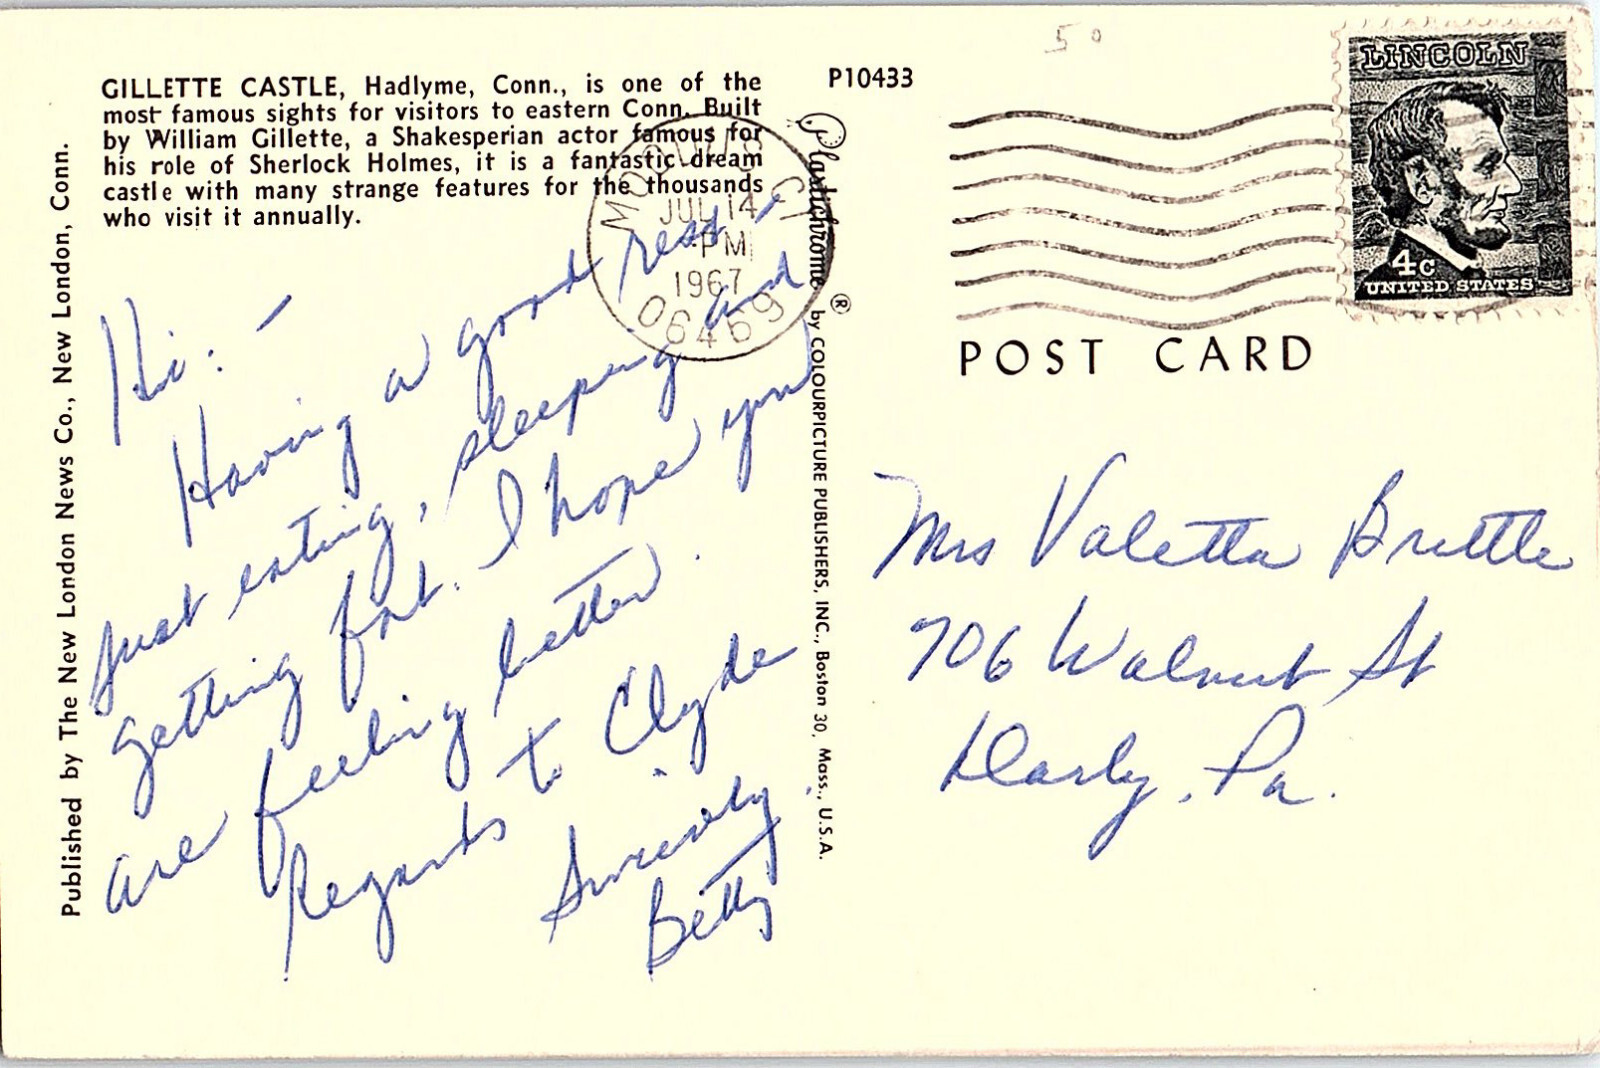 GILLETTE CASTLE, Hadlyme, Conn., is one of the
most famous sights for visitors to eastern Conn. Built
by William Gillette, a Shakesperian actor famous for
his role of Sherlock Holmes, it is a fantastic dream
castle with many strange features for the thousands
who visit it annually.
Published by The New London News Co., New London, Conn.
Hi: —
Having a good rest —
just eating, sleeping and
getting fat. I hope you
are feeling better.
Regards to Clyde.
Sincerely,
Betty
P10433
Plastichrome ® by COLOURPICTURE PUBLISHERS, INC., Boston 30, Mass., U.S.A.
MOODUS CT
JUL 14
PM
1967
06469
50
LINCOLN
4c
UNITED STATES
POST CARD
Mrs Valetta Brittle
706 Walnut St
Darby, Pa.